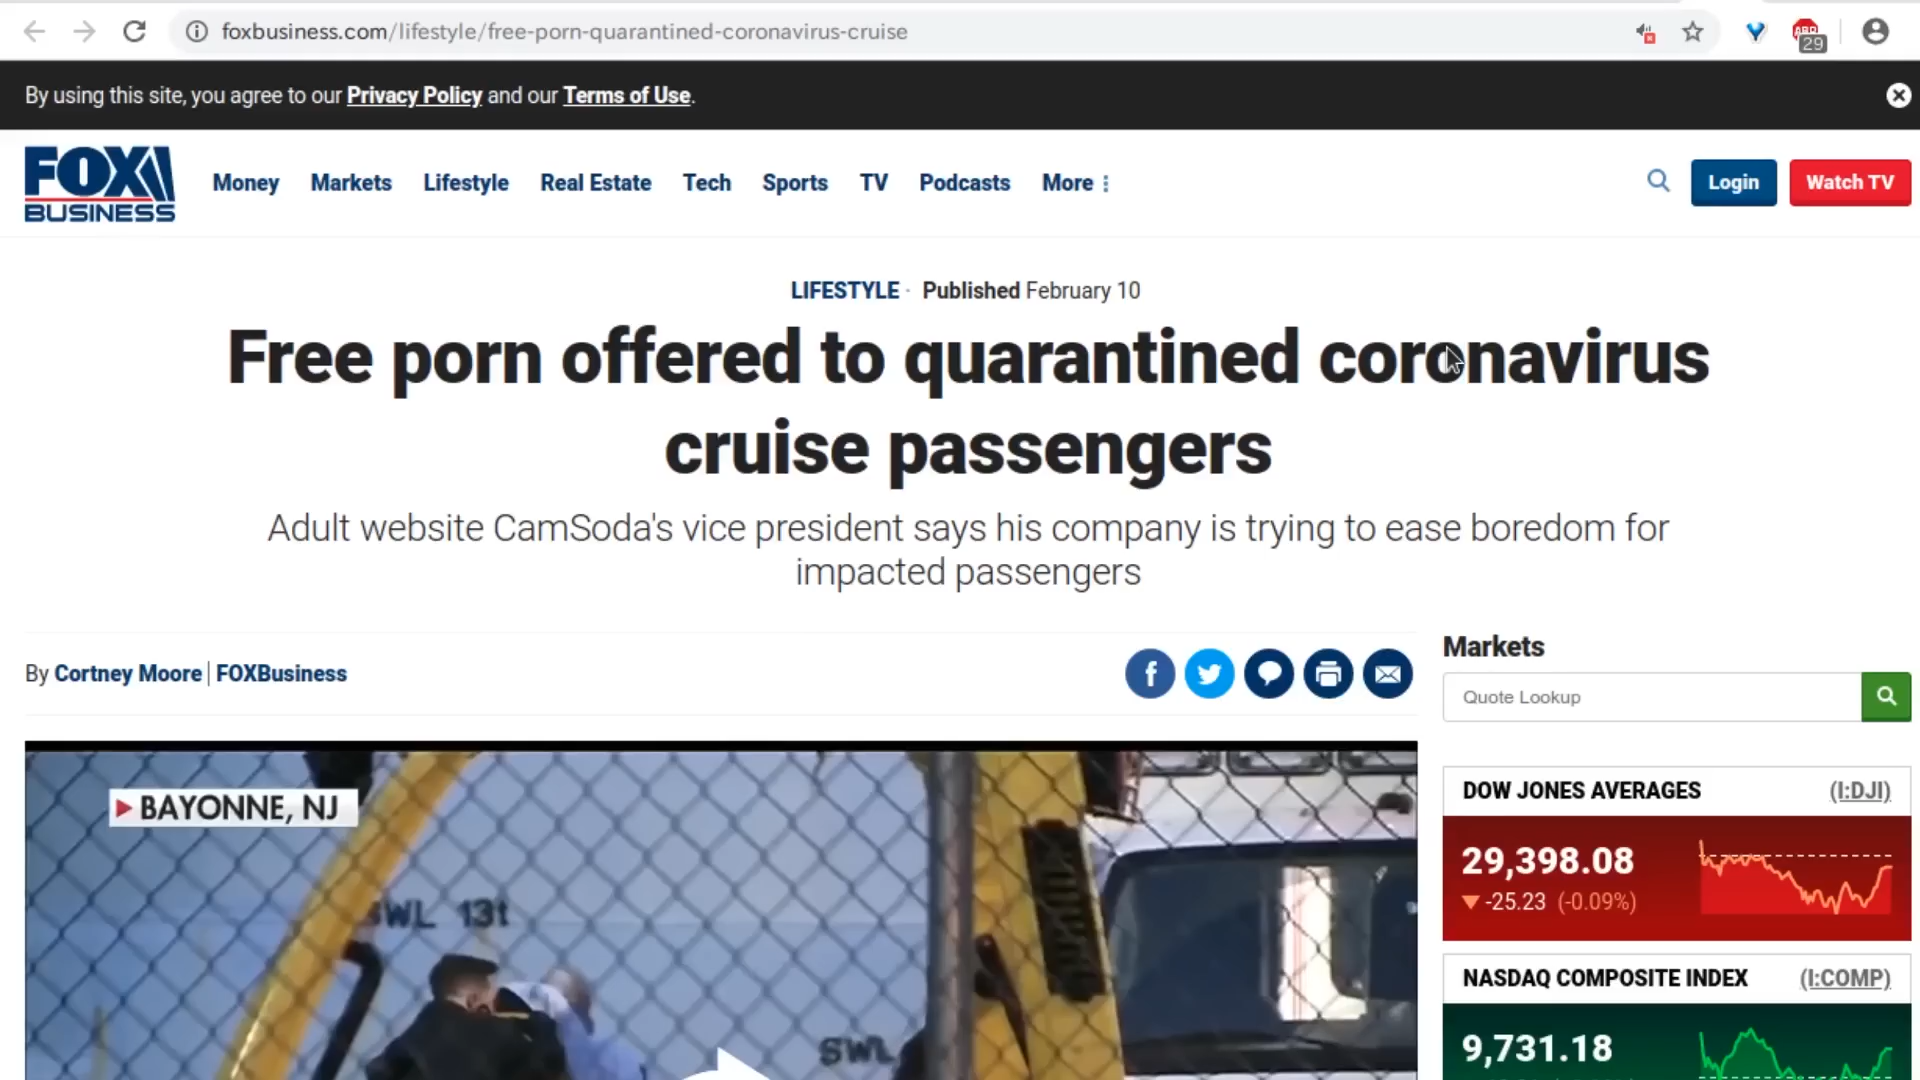 foxbusiness.com/lifestyle/free-porn-quarantined-coronavirus-cruise
ABP
29
By using this site, you agree to our Privacy Policy and our Terms of Use.
FOX
BUSINESS
Money Markets Lifestyle Real Estate Tech Sports TV Podcasts More
Login
Watch TV
LIFESTYLE · Published February 10
Free porn offered to quarantined coronavirus
cruise passengers
Adult website CamSoda's vice president says his company is trying to ease boredom for
impacted passengers
By Cortney Moore | FOXBusiness
Markets
Quote Lookup
BAYONNE, NJ
SWL 13t
SWL
DOW JONES AVERAGES (I:DJI)
29,398.08
-25.23 (-0.09%)
NASDAQ COMPOSITE INDEX (I:COMP)
9,731.18